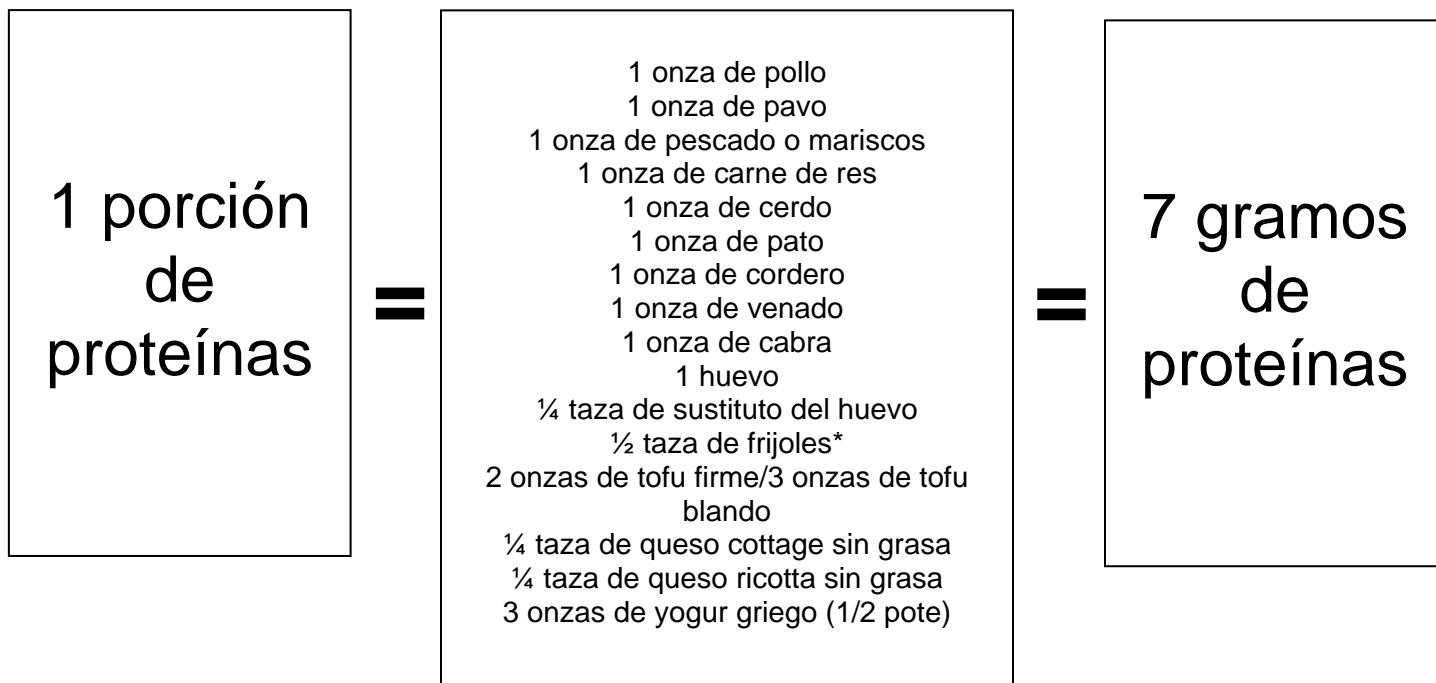 1 porción
de
proteínas
=
1 onza de pollo
1 onza de pavo
1 onza de pescado o mariscos
1 onza de carne de res
1 onza de cerdo
1 onza de pato
1 onza de cordero
1 onza de venado
1 onza de cabra
1 huevo
¼ taza de sustituto del huevo
½ taza de frijoles*
2 onzas de tofu firme/3 onzas de tofu
blando
¼ taza de queso cottage sin grasa
¼ taza de queso ricotta sin grasa
3 onzas de yogur griego (1/2 pote)
=
7 gramos
de
proteínas